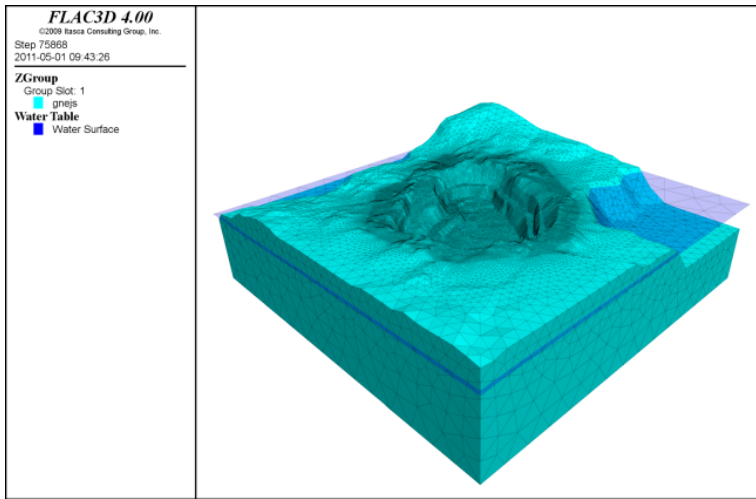 FLAC3D 4.00
©2009 Itasca Consulting Group, Inc.
Step 75868
2011-05-01 09:43:26
ZGroup
Group Slot: 1
gnejs
Water Table
Water Surface